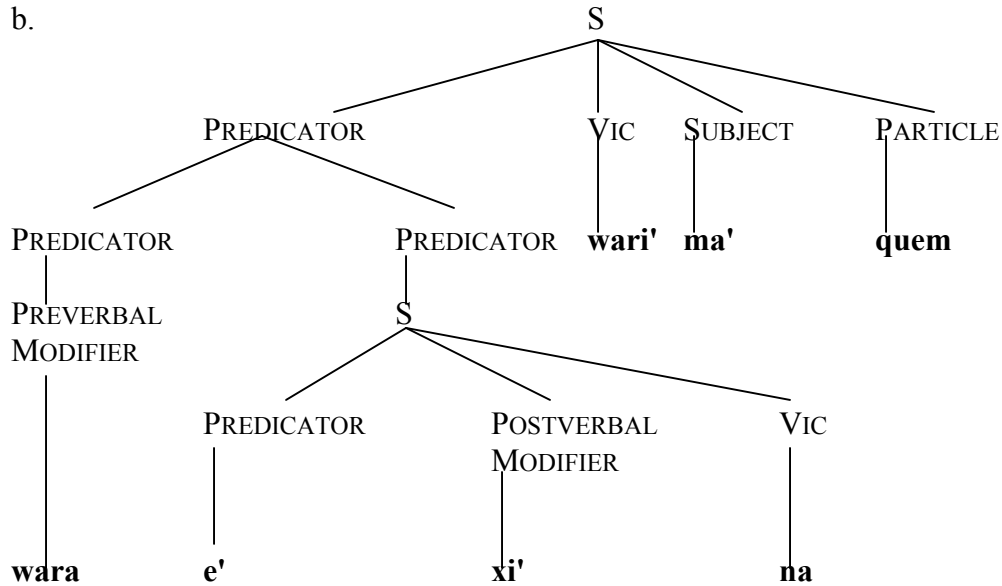 b.
S
PREDICATOR VIC SUBJECT PARTICLE
PREDICATOR PREDICATOR wari' ma' quem
PREVERBAL S
MODIFIER
PREDICATOR POSTVERBAL VIC
MODIFIER
wara e' xi' na